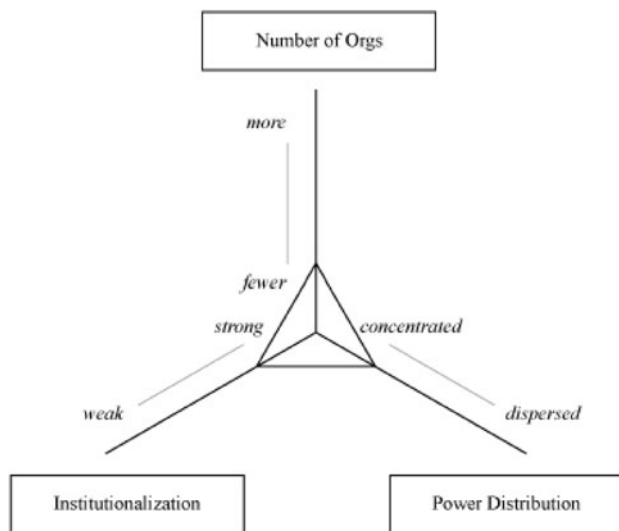 Number of Orgs
more
fewer
strong
concentrated
weak
dispersed
Institutionalization
Power Distribution